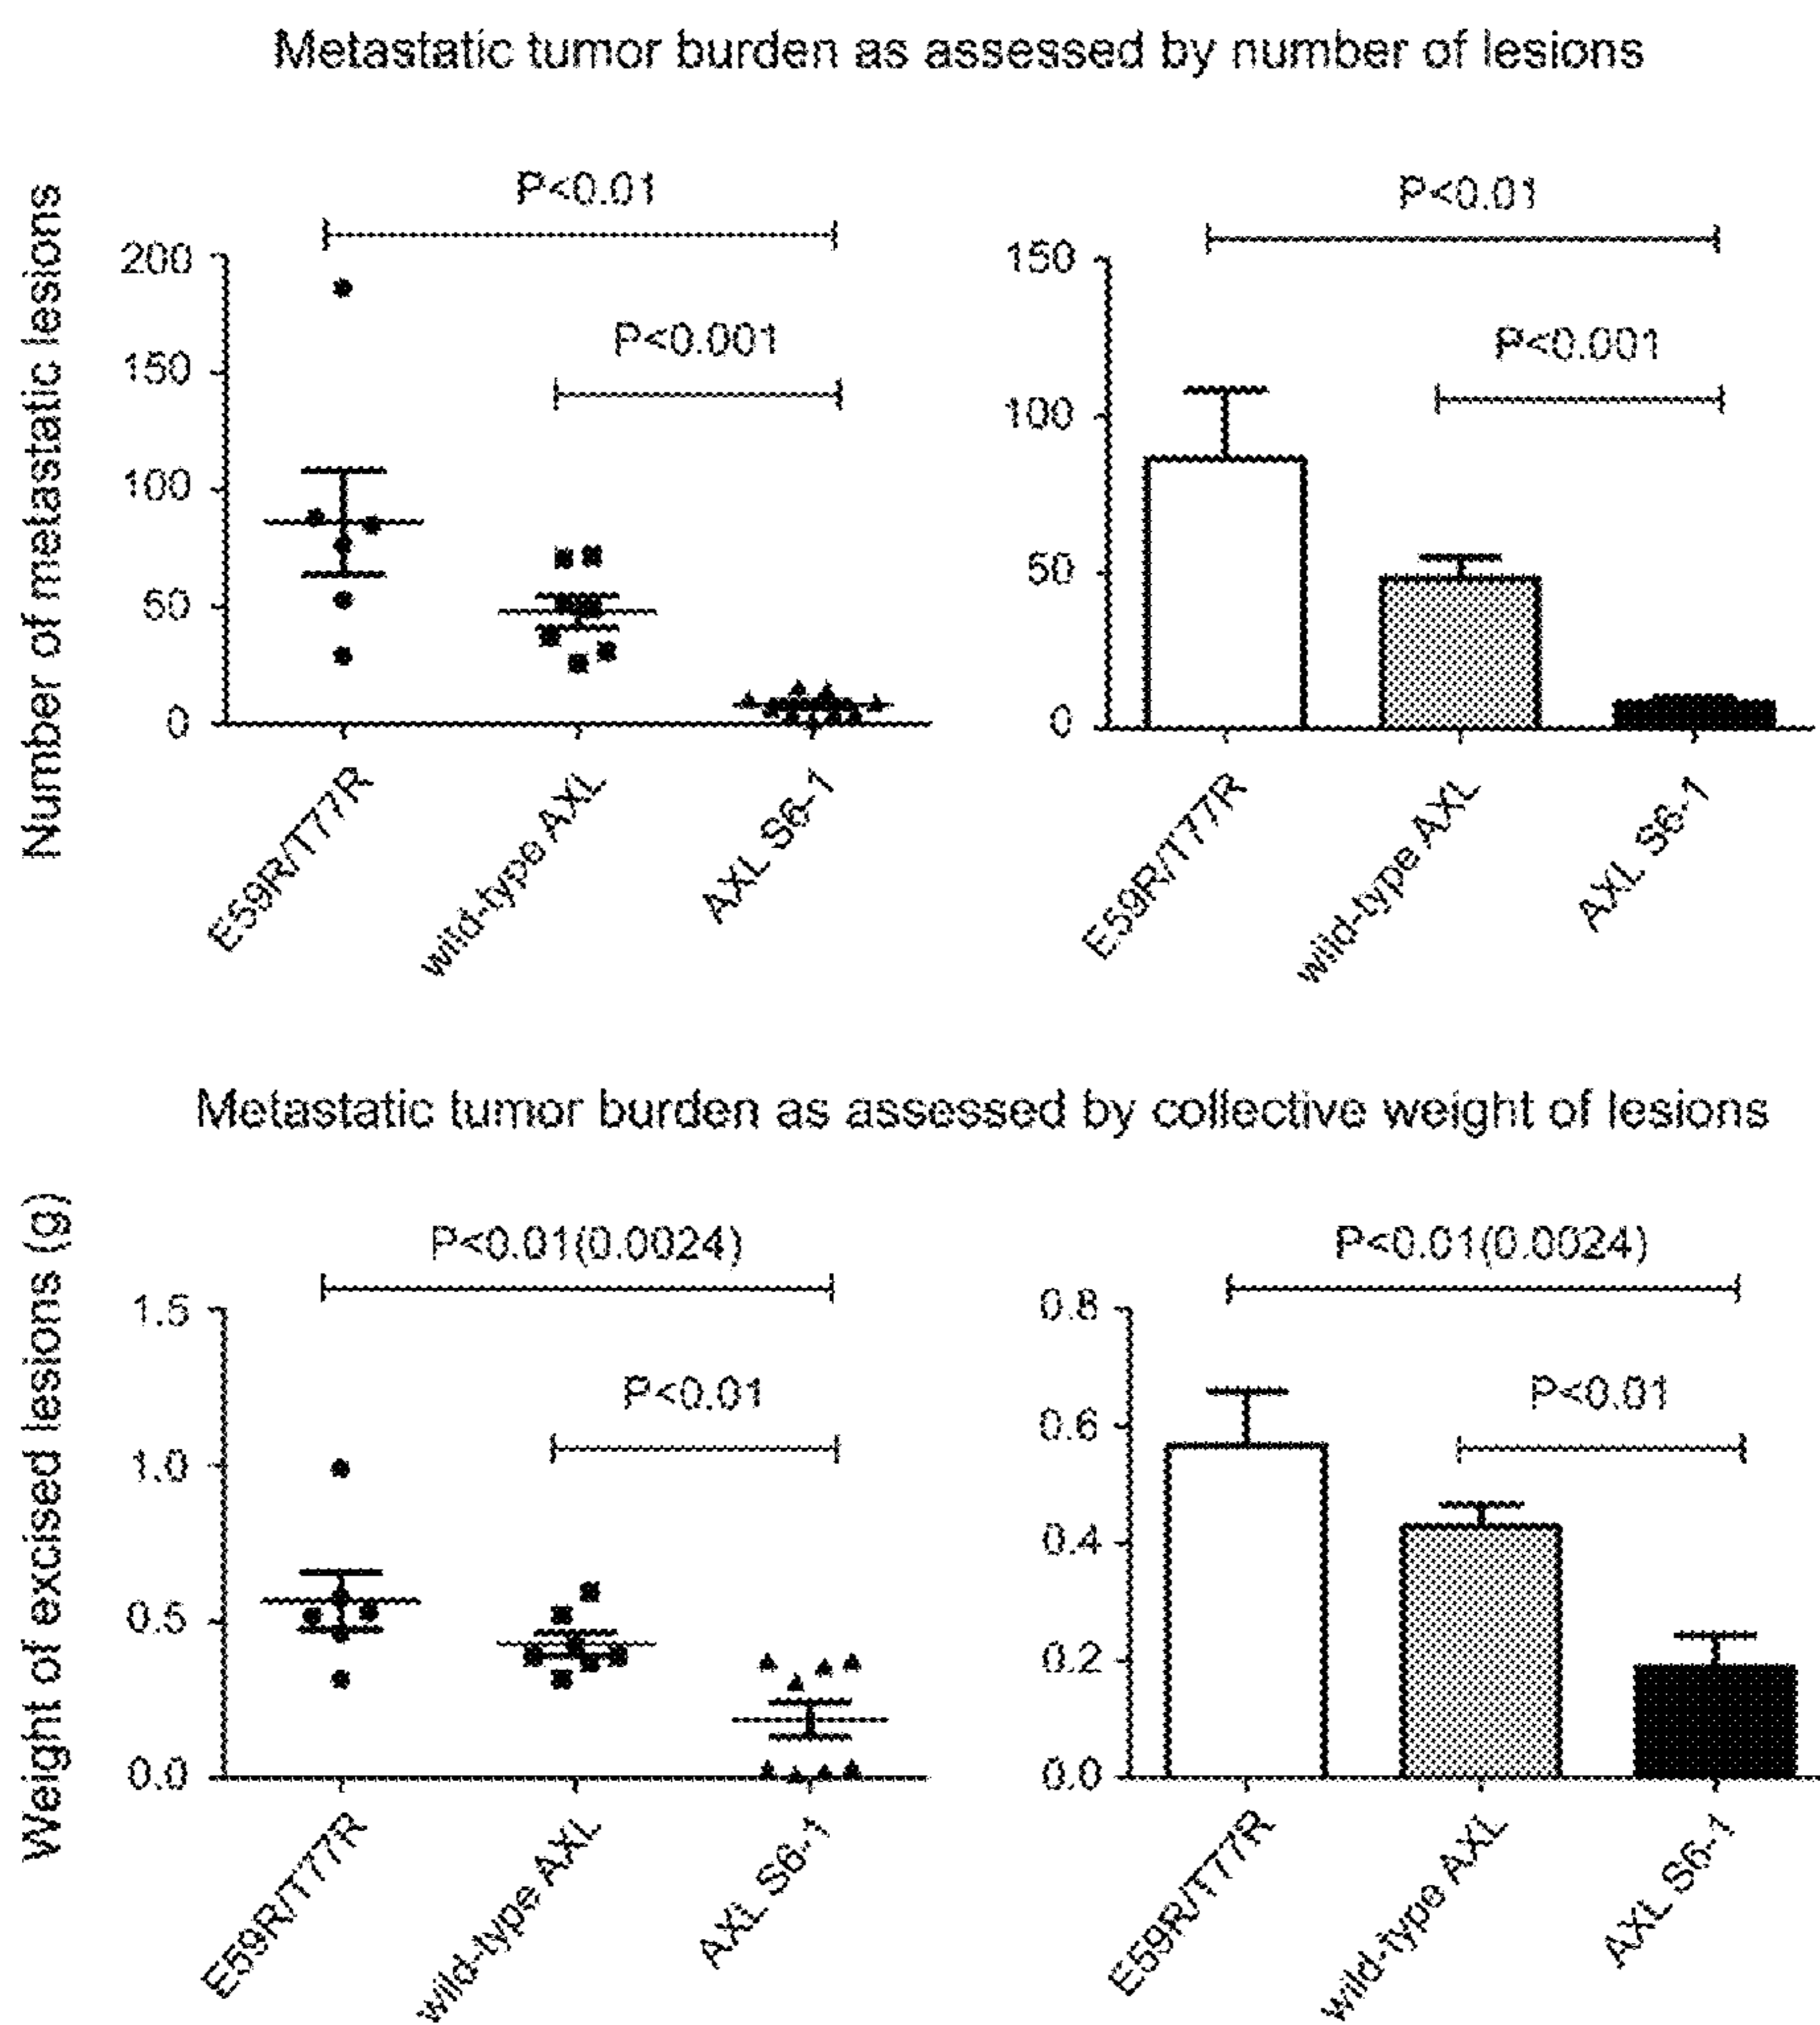 Metastatic tumor burden as assessed by number of lesions
Number of metastatic lesions
P<0.01
P<0.001
200
150
100
50
0
E59R/T77R
wild-type AXL
AXL S6-1
P<0.01
P<0.001
150
100
50
0
E59R/T77R
wild-type AXL
AXL S6-1
Metastatic tumor burden as assessed by collective weight of lesions
Weight of excised lesions (g)
P<0.01(0.0024)
P<0.01
1.5
1.0
0.5
0.0
E59R/T77R
wild-type AXL
AXL S6-1
P<0.01(0.0024)
P<0.01
0.8
0.6
0.4
0.2
0.0
E59R/T77R
wild-type AXL
AXL S6-1